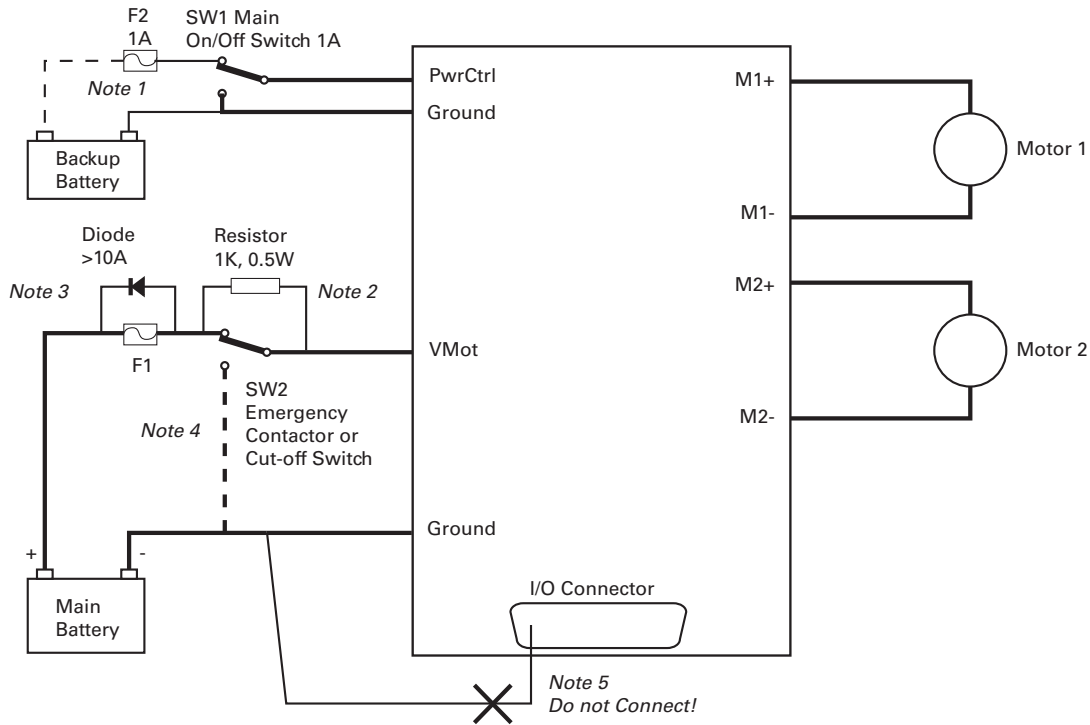 F2
1A
SW1 Main
On/Off Switch 1A
Note 1
PwrCtrl
Ground
Backup
Battery
M1+
M1-
Motor 1
Diode
>10A
Resistor
1K, 0.5W
Note 3
Note 2
F1
VMot
SW2
Emergency
Contactor or
Cut-off Switch
Note 4
M2+
M2-
Motor 2
Ground
+
-
Main
Battery
I/O Connector
Note 5
Do not Connect!